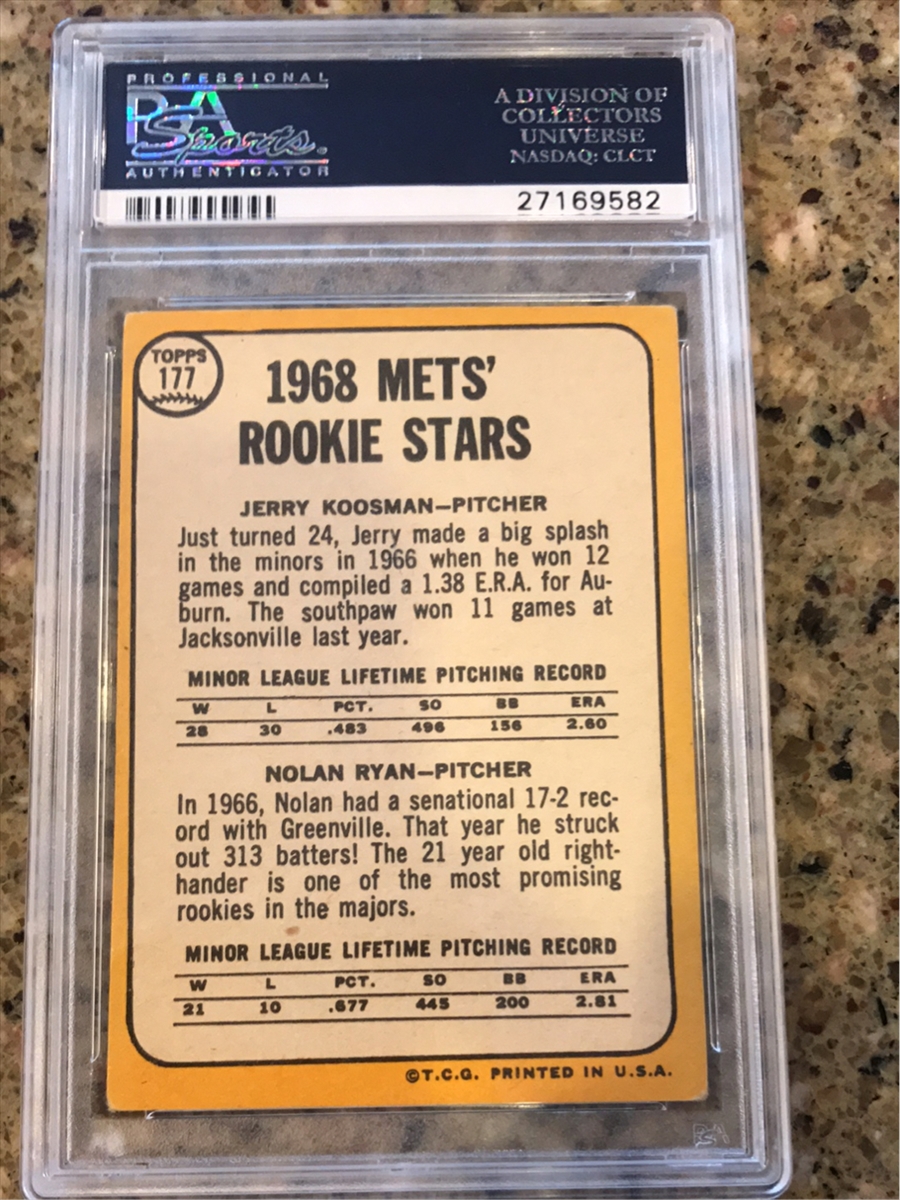 PROFESSIONAL
PSA
Sports.
AUTHENTICATOR
A DIVISION OF
COLLECTORS
UNIVERSE
NASDAQ: CLCT
27169582
TOPPS
177
1968 METS'
ROOKIE STARS
JERRY KOOSMAN—PITCHER
Just turned 24, Jerry made a big splash
in the minors in 1966 when he won 12
games and compiled a 1.38 E.R.A. for Au-
burn. The southpaw won 11 games at
Jacksonville last year.
MINOR LEAGUE LIFETIME PITCHING RECORD
W L PCT. SO BB ERA
28 30 .483 496 156 2.60
NOLAN RYAN—PITCHER
In 1966, Nolan had a senational 17-2 rec-
ord with Greenville. That year he struck
out 313 batters! The 21 year old right-
hander is one of the most promising
rookies in the majors.
MINOR LEAGUE LIFETIME PITCHING RECORD
W L PCT. SO BB ERA
21 10 .677 445 200 2.81
©T.C.G. PRINTED IN U.S.A.
PSA